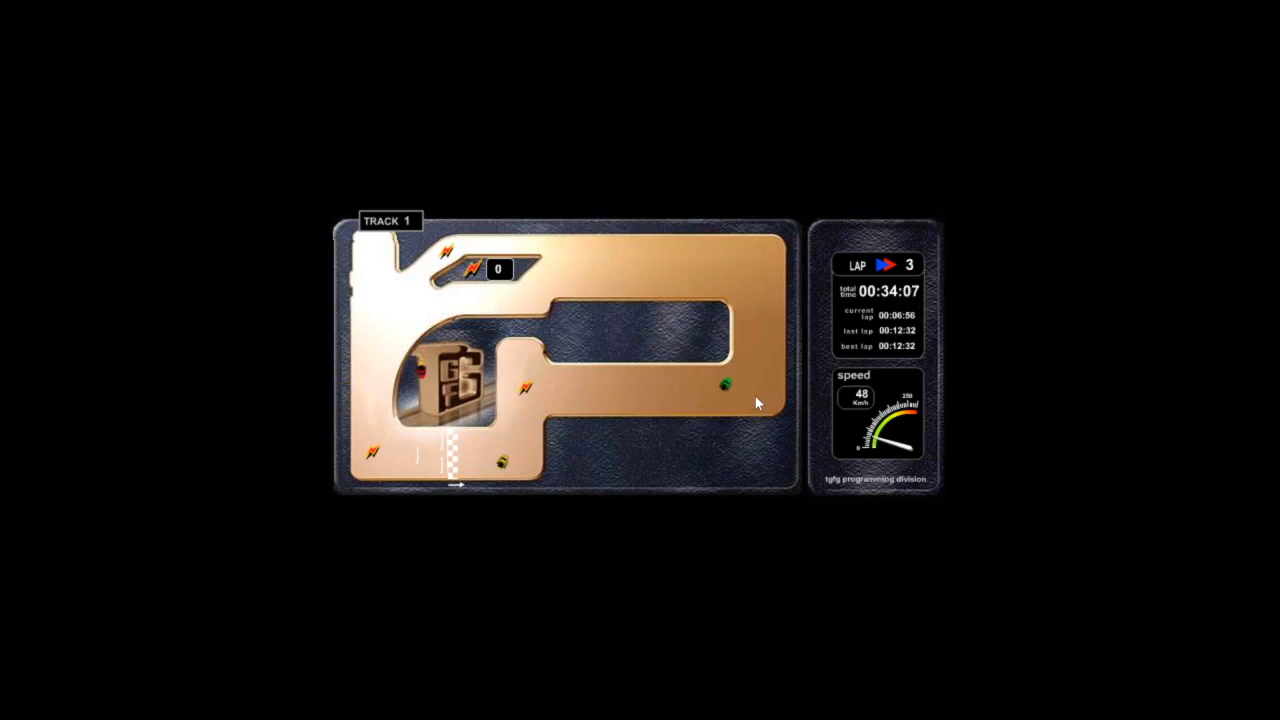 TRACK 1
0
LAP 3
total time 00:34:07
current lap 00:06:56
last lap 00:12:32
best lap 00:12:32
speed
48
Km/h
250
0
tgfg programming division